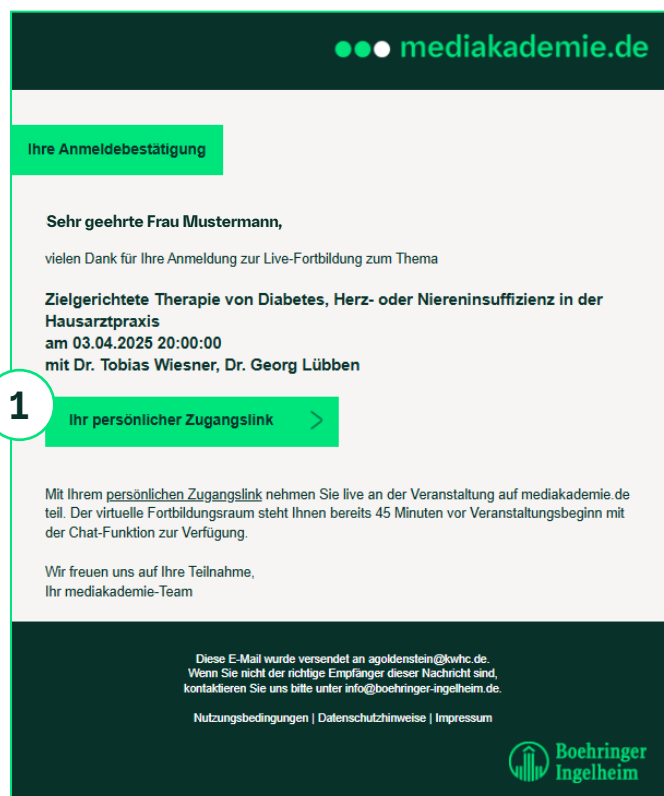 mediakademie.de
Ihre Anmeldebestätigung
Sehr geehrte Frau Mustermann,
vielen Dank für Ihre Anmeldung zur Live-Fortbildung zum Thema
Zielgerichtete Therapie von Diabetes, Herz- oder Niereninsuffizienz in der
Hausarztpraxis
am 03.04.2025 20:00:00
mit Dr. Tobias Wiesner, Dr. Georg Lübben
1
Ihr persönlicher Zugangslink
Mit Ihrem persönlichen Zugangslink nehmen Sie live an der Veranstaltung auf mediakademie.de
teil. Der virtuelle Fortbildungsraum steht Ihnen bereits 45 Minuten vor Veranstaltungsbeginn mit
der Chat-Funktion zur Verfügung.
Wir freuen uns auf Ihre Teilnahme,
Ihr mediakademie-Team
Diese E-Mail wurde versendet an agoldenstein@kwhc.de.
Wenn Sie nicht der richtige Empfänger dieser Nachricht sind,
kontaktieren Sie uns bitte unter info@boehringer-ingelheim.de.
Nutzungsbedingungen | Datenschutzhinweise | Impressum
Boehringer
Ingelheim